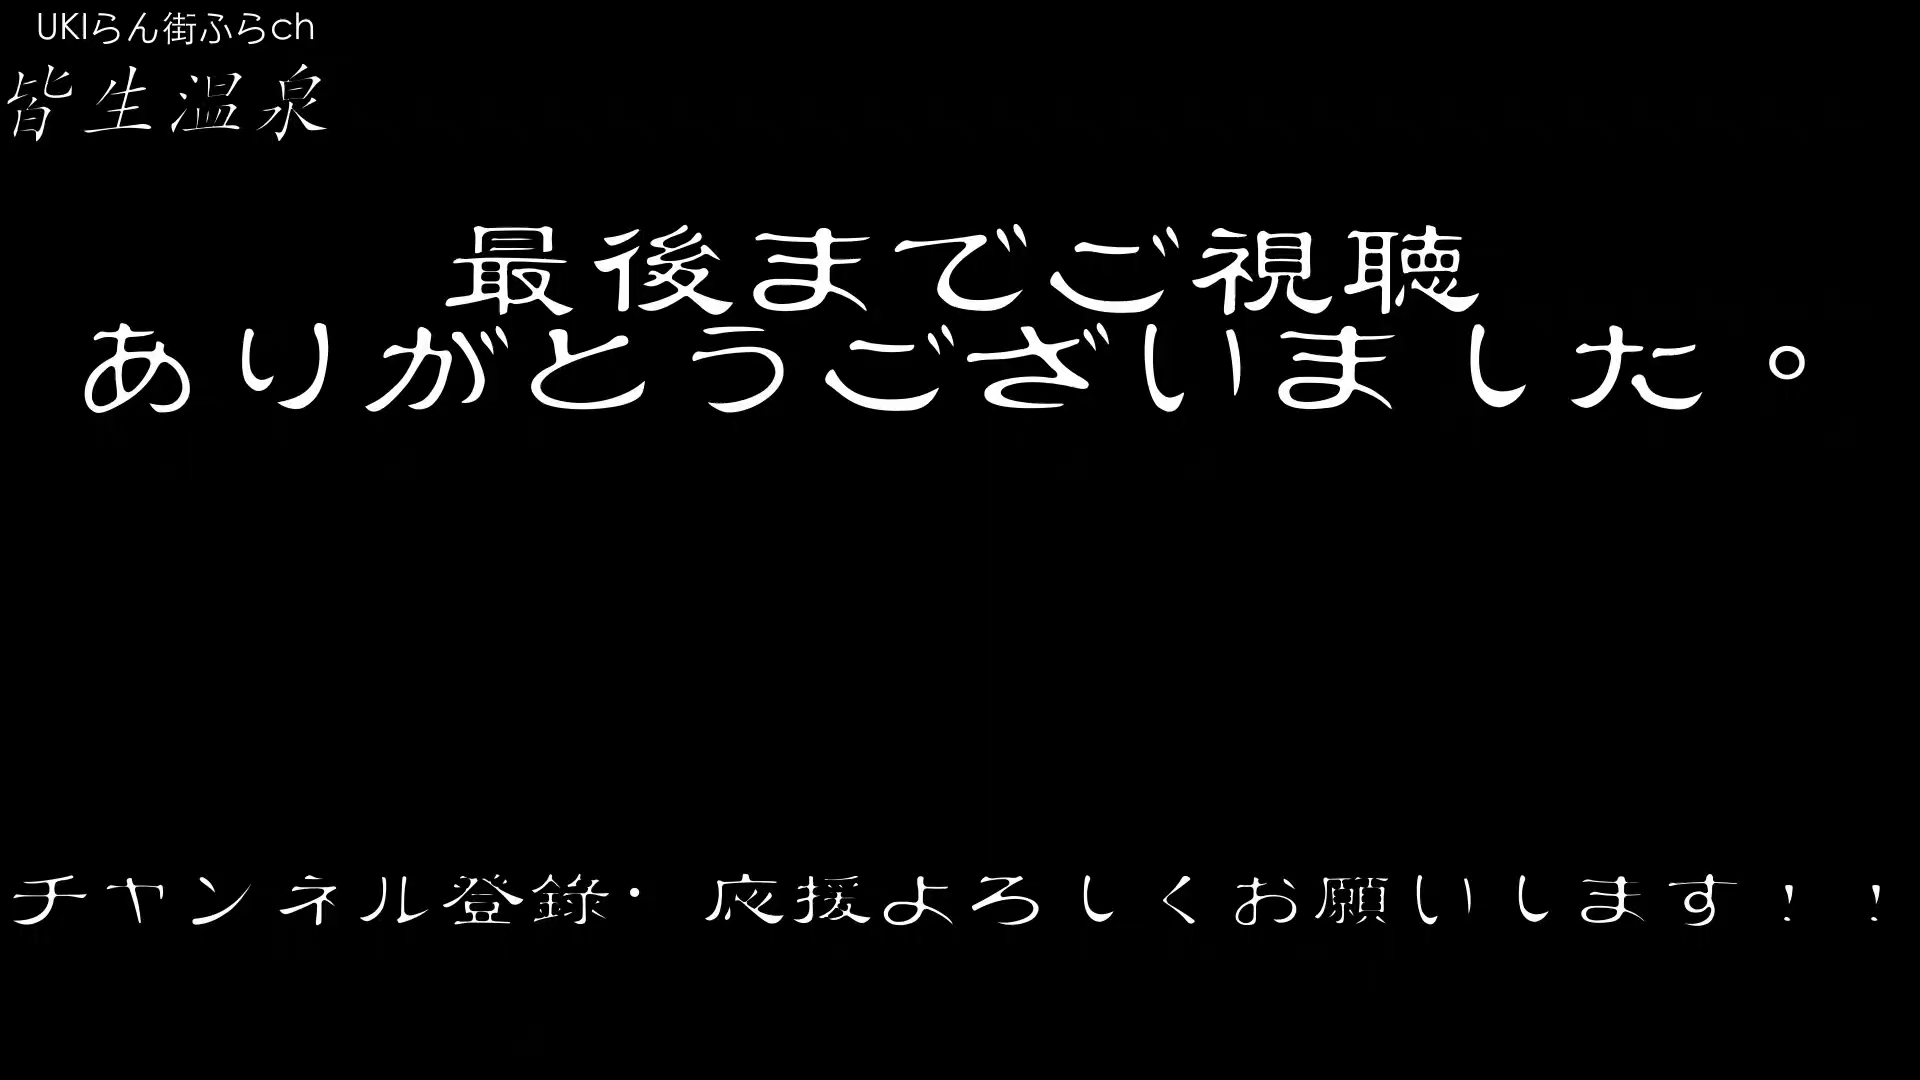 UKIらん街ふらch
皆生温泉
最後までご視聴
ありがとうございました。
チャンネル登録・応援よろしくお願いします！！